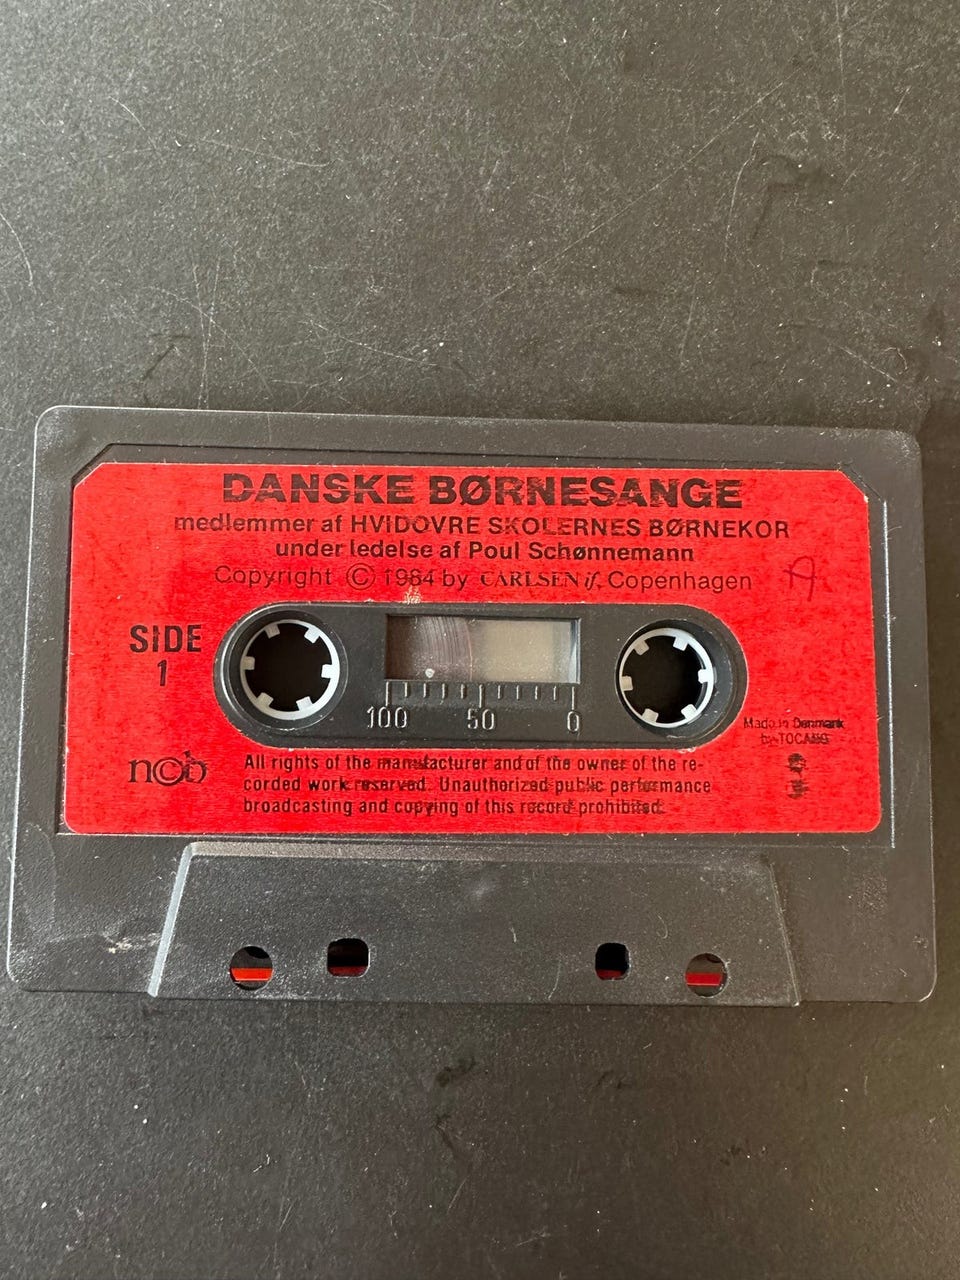 DANSKE BØRNESANGE
medlemmer af HVIDOVRE SKOLERNES BØRNEKOR
under ledelse af Poul Schønnemann
Copyright © 1984 by CARLSEN if, Copenhagen
A
SIDE
1
100 50 0
Made in Denmark
by
ncb
All rights of the manufacturer and of the owner of the re-
corded work reserved. Unauthorized public performance
broadcasting and copying of this record prohibited.